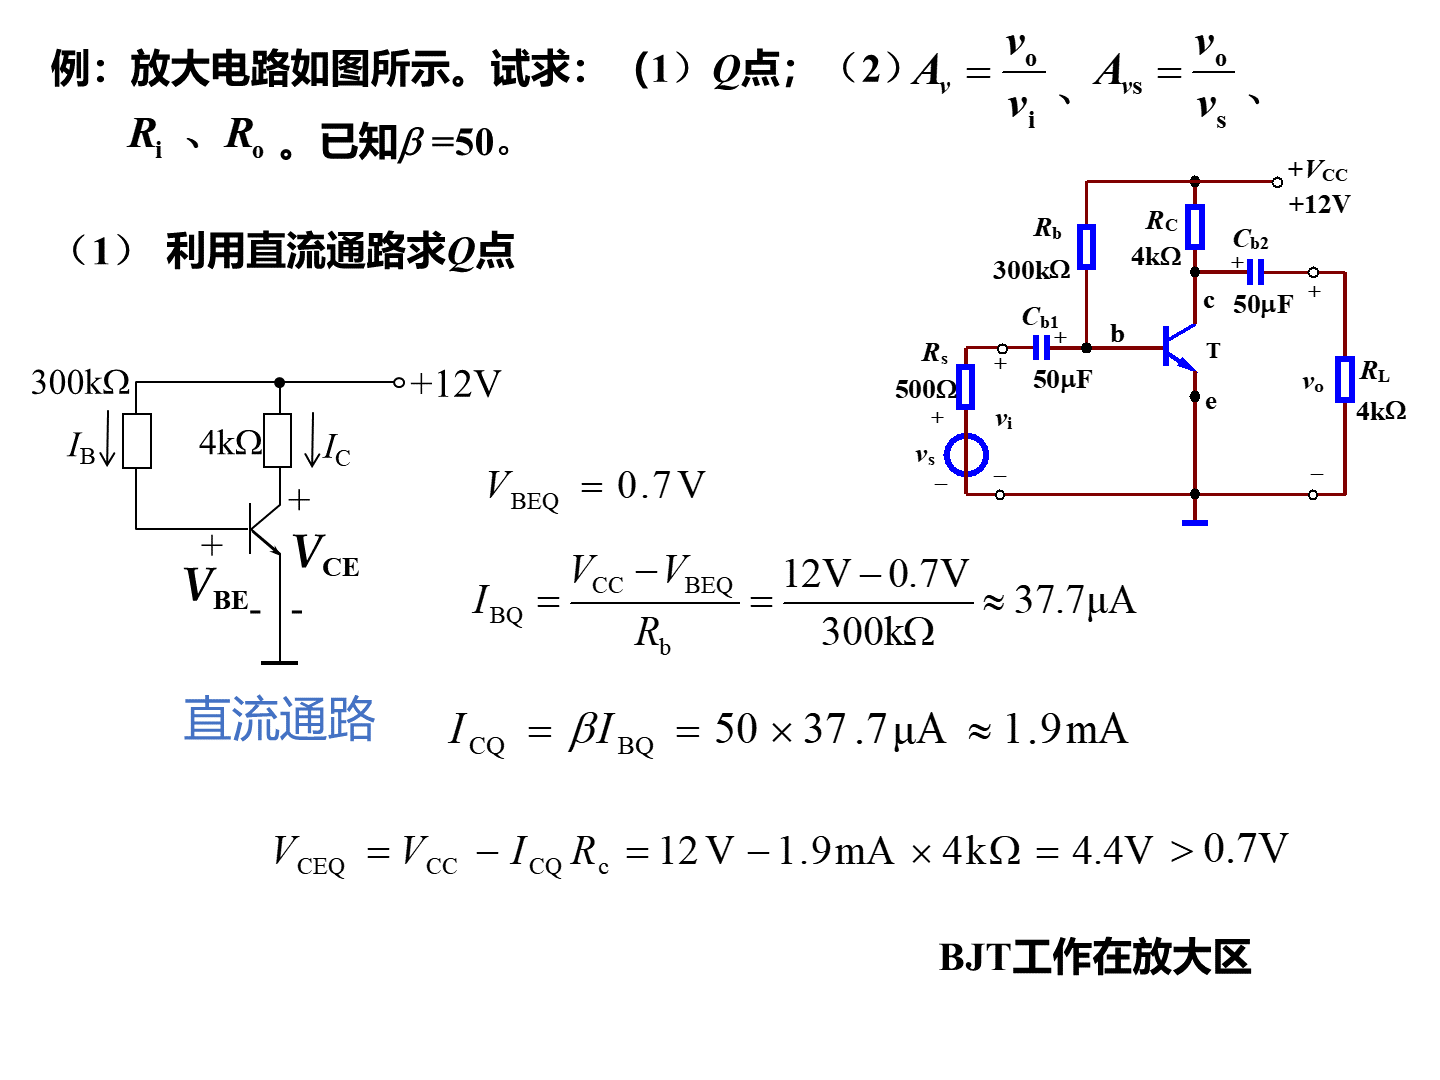 例：放大电路如图所示。试求：（1）Q点；（2）Av = vo/vi、Avs = vo/vs、
Ri、Ro。已知β=50。
（1） 利用直流通路求Q点
+VCC
+12V
RC
4kΩ
Rb
300kΩ
Cb2
+
50μF
+
c
Cb1
+
b
T
50μF
Rs
500Ω
+
+
vi
vs
−
−
e
vo
RL
4kΩ
−
300kΩ
+12V
IB
4kΩ
IC
+
+
VCE
VBE
-
-
直流通路
VBEQ = 0.7V
IBQ = (VCC − VBEQ)/Rb = (12V − 0.7V)/300kΩ ≈ 37.7μA
ICQ = βIBQ = 50 × 37.7μA ≈ 1.9mA
VCEQ = VCC − ICQRc = 12V − 1.9mA × 4kΩ = 4.4V > 0.7V
BJT工作在放大区